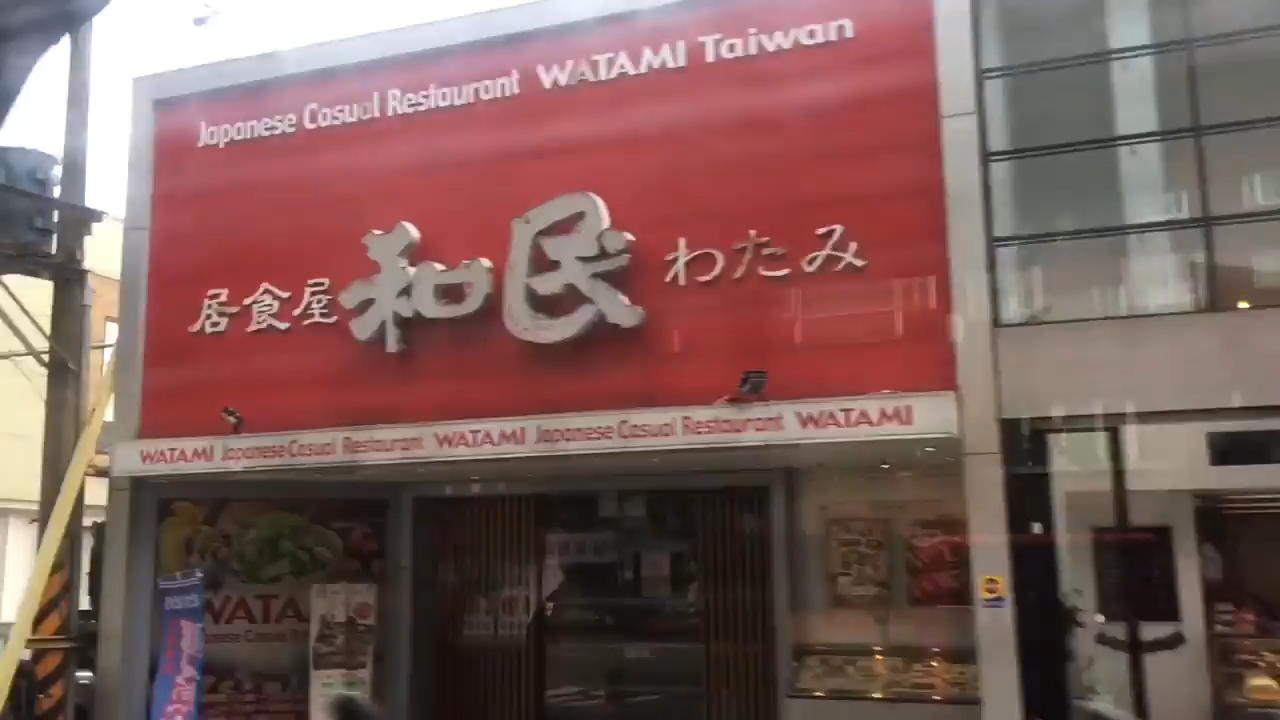 Japanese Casual Restaurant WATAMI Taiwan
居食屋 和民 わたみ
WATAMI Japanese Casual Restaurant WATAMI Japanese Casual Restaurant WATAMI